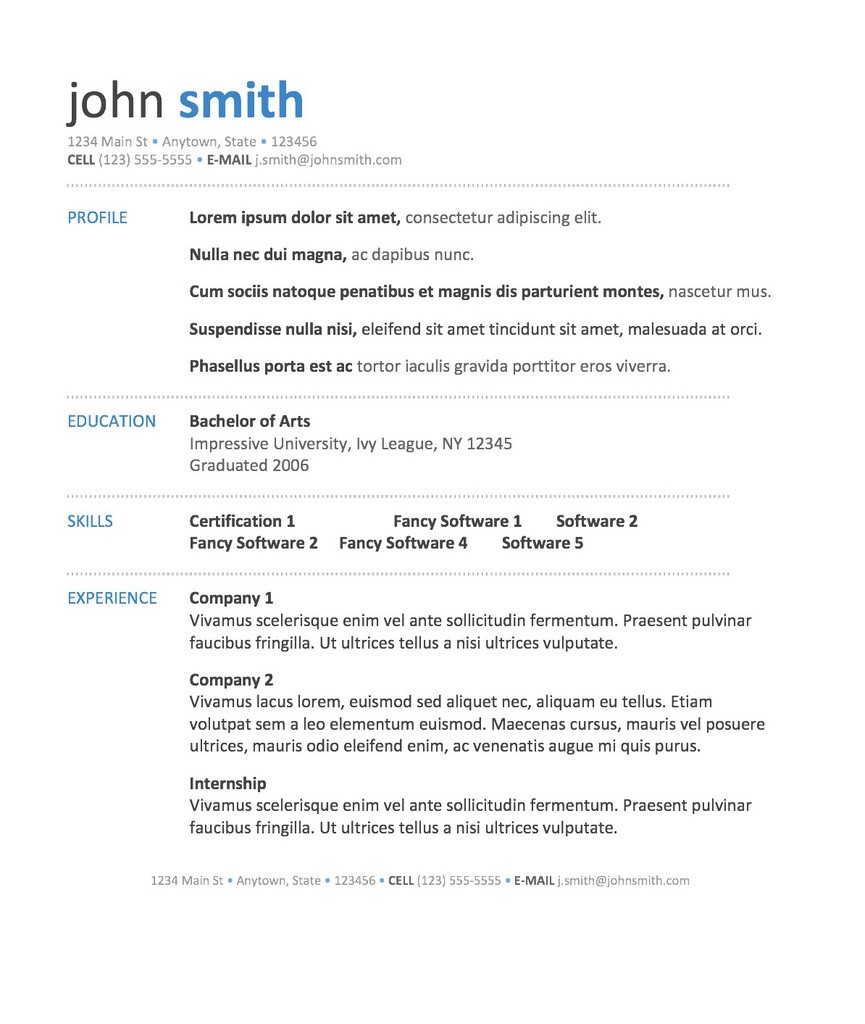 john smith
1234 Main St • Anytown, State • 123456
CELL (123) 555-5555 • E-MAIL j.smith@johnsmith.com
PROFILE
Lorem ipsum dolor sit amet, consectetur adipiscing elit.
Nulla nec dui magna, ac dapibus nunc.
Cum sociis natoque penatibus et magnis dis parturient montes, nascetur mus.
Suspendisse nulla nisi, eleifend sit amet tincidunt sit amet, malesuada at orci.
Phasellus porta est ac tortor iaculis gravida porttitor eros viverra.
EDUCATION
Bachelor of Arts
Impressive University, Ivy League, NY 12345
Graduated 2006
SKILLS
Certification 1 Fancy Software 1 Software 2
Fancy Software 2 Fancy Software 4 Software 5
EXPERIENCE
Company 1
Vivamus scelerisque enim vel ante sollicitudin fermentum. Praesent pulvinar
faucibus fringilla. Ut ultrices tellus a nisi ultrices vulputate.
Company 2
Vivamus lacus lorem, euismod sed aliquet nec, aliquam eu tellus. Etiam
volutpat sem a leo elementum euismod. Maecenas cursus, mauris vel posuere
ultrices, mauris odio eleifend enim, ac venenatis augue mi quis purus.
Internship
Vivamus scelerisque enim vel ante sollicitudin fermentum. Praesent pulvinar
faucibus fringilla. Ut ultrices tellus a nisi ultrices vulputate.
1234 Main St • Anytown, State • 123456 • CELL (123) 555-5555 • E-MAIL j.smith@johnsmith.com